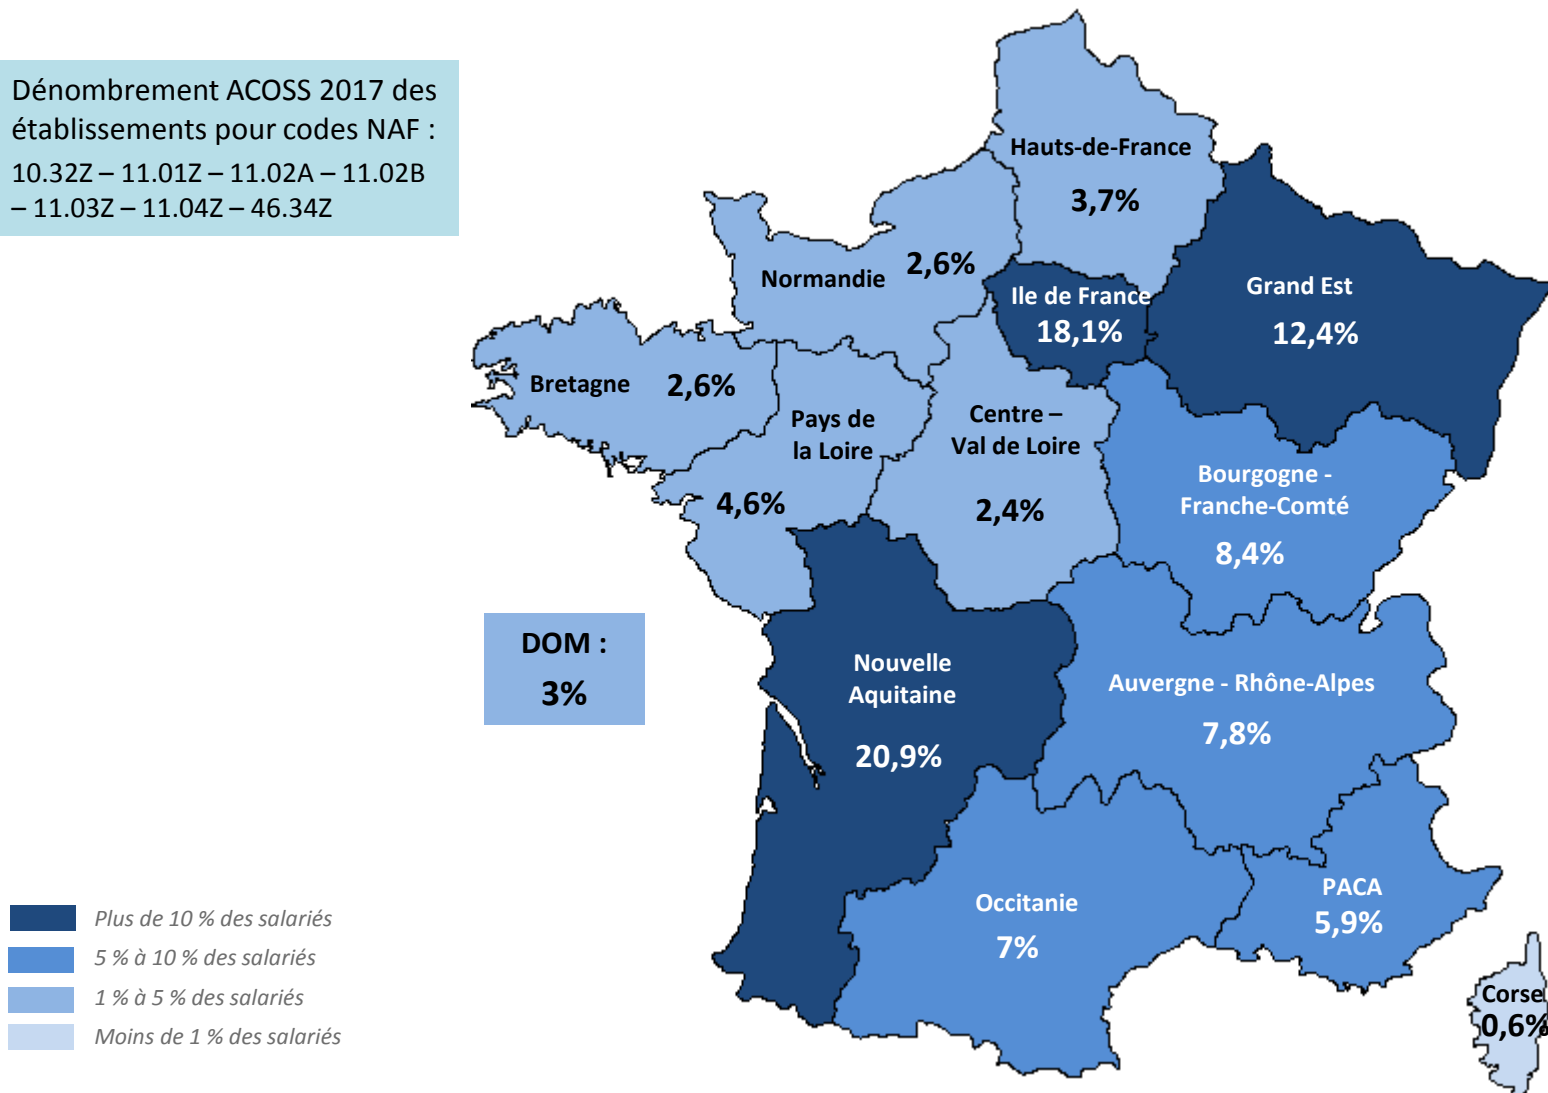 Dénombrement ACOSS 2017 des
établissements pour codes NAF :
10.32Z – 11.01Z – 11.02A – 11.02B
– 11.03Z – 11.04Z – 46.34Z
Hauts-de-France
3,7%
Normandie
2,6%
Ile de France
18,1%
Grand Est
12,4%
Bretagne
2,6%
Pays de
la Loire
4,6%
Centre –
Val de Loire
2,4%
Bourgogne -
Franche-Comté
8,4%
DOM :
3%
Nouvelle
Aquitaine
20,9%
Auvergne - Rhône-Alpes
7,8%
Occitanie
7%
PACA
5,9%
Corse
0,6%
Plus de 10 % des salariés
5 % à 10 % des salariés
1 % à 5 % des salariés
Moins de 1 % des salariés